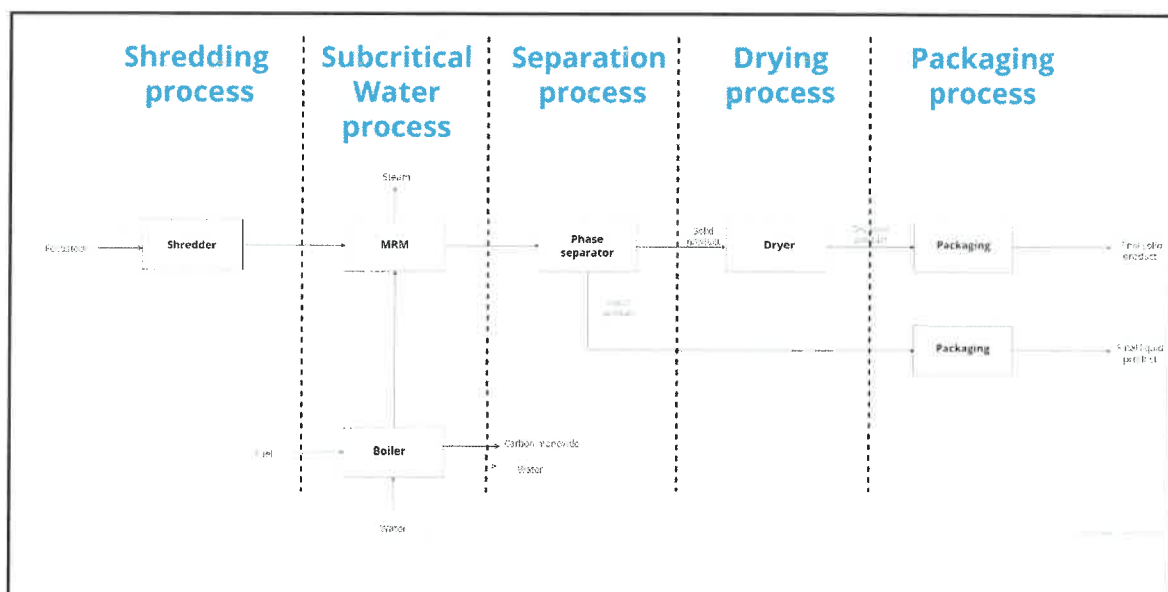 Shredding
process
Subcritical
Water
process
Separation
process
Drying
process
Packaging
process
Steam
Shredder
MRM
Phase
separator
Solid
Dryer
Packaging
product
Packaging
Fuel
Boiler
Carbon monoxide
Water
Water